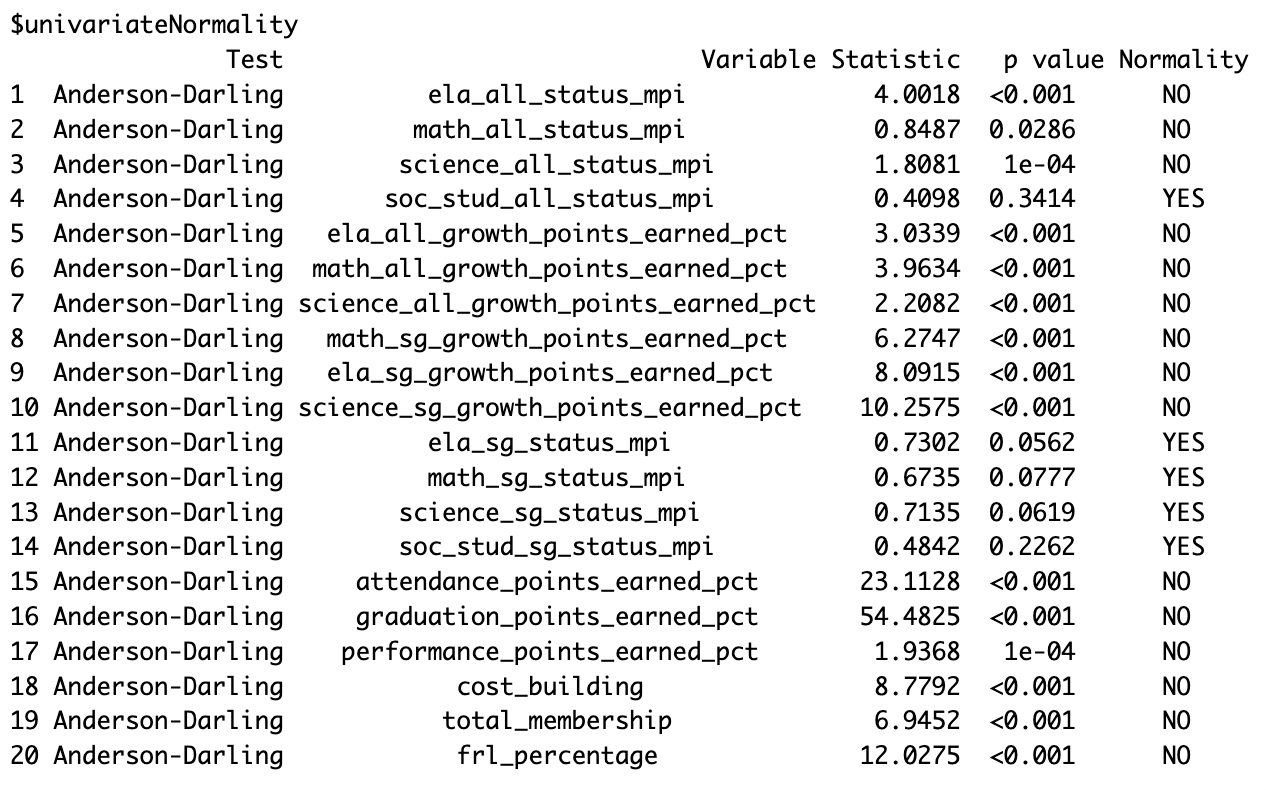 $univariateNormality
               Test                             Variable Statistic   p value Normality
1  Anderson-Darling          ela_all_status_mpi             4.0018  <0.001      NO
2  Anderson-Darling         math_all_status_mpi             0.8487  0.0286      NO
3  Anderson-Darling        science_all_status_mpi           1.8081   1e-04      NO
4  Anderson-Darling       soc_stud_all_status_mpi           0.4098  0.3414      YES
5  Anderson-Darling   ela_all_growth_points_earned_pct      3.0339  <0.001      NO
6  Anderson-Darling  math_all_growth_points_earned_pct      3.9634  <0.001      NO
7  Anderson-Darling science_all_growth_points_earned_pct    2.2082  <0.001      NO
8  Anderson-Darling   math_sg_growth_points_earned_pct      6.2747  <0.001      NO
9  Anderson-Darling   ela_sg_growth_points_earned_pct       8.0915  <0.001      NO
10 Anderson-Darling science_sg_growth_points_earned_pct    10.2575  <0.001      NO
11 Anderson-Darling          ela_sg_status_mpi              0.7302  0.0562      YES
12 Anderson-Darling          math_sg_status_mpi             0.6735  0.0777      YES
13 Anderson-Darling        science_sg_status_mpi            0.7135  0.0619      YES
14 Anderson-Darling       soc_stud_sg_status_mpi            0.4842  0.2262      YES
15 Anderson-Darling     attendance_points_earned_pct       23.1128  <0.001      NO
16 Anderson-Darling     graduation_points_earned_pct       54.4825  <0.001      NO
17 Anderson-Darling    performance_points_earned_pct        1.9368   1e-04      NO
18 Anderson-Darling            cost_building                8.7792  <0.001      NO
19 Anderson-Darling           total_membership              6.9452  <0.001      NO
20 Anderson-Darling            frl_percentage              12.0275  <0.001      NO